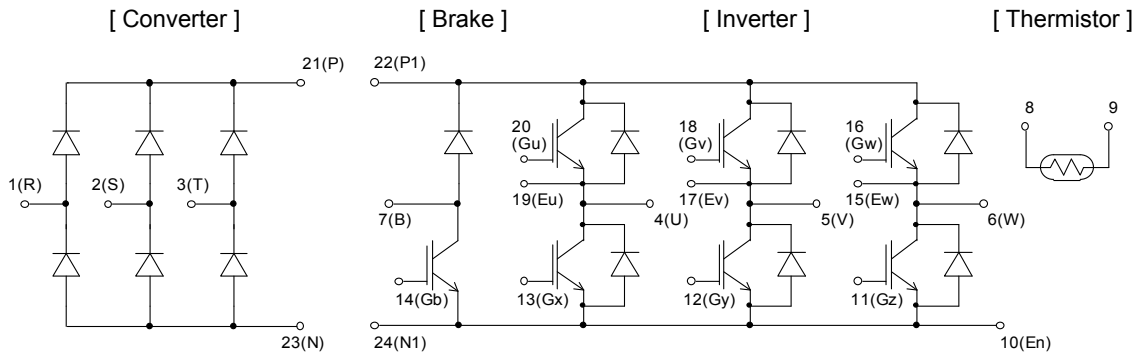 [ Converter ] [ Brake ] [ Inverter ] [ Thermistor ]
21(P) 22(P1)
20 18 16 8 9
(Gu) (Gv) (Gw)
1(R) 2(S) 3(T) 19(Eu) 17(Ev) 15(Ew)
7(B) 4(U) 5(V) 6(W)
14(Gb) 13(Gx) 12(Gy) 11(Gz)
23(N) 24(N1) 10(En)